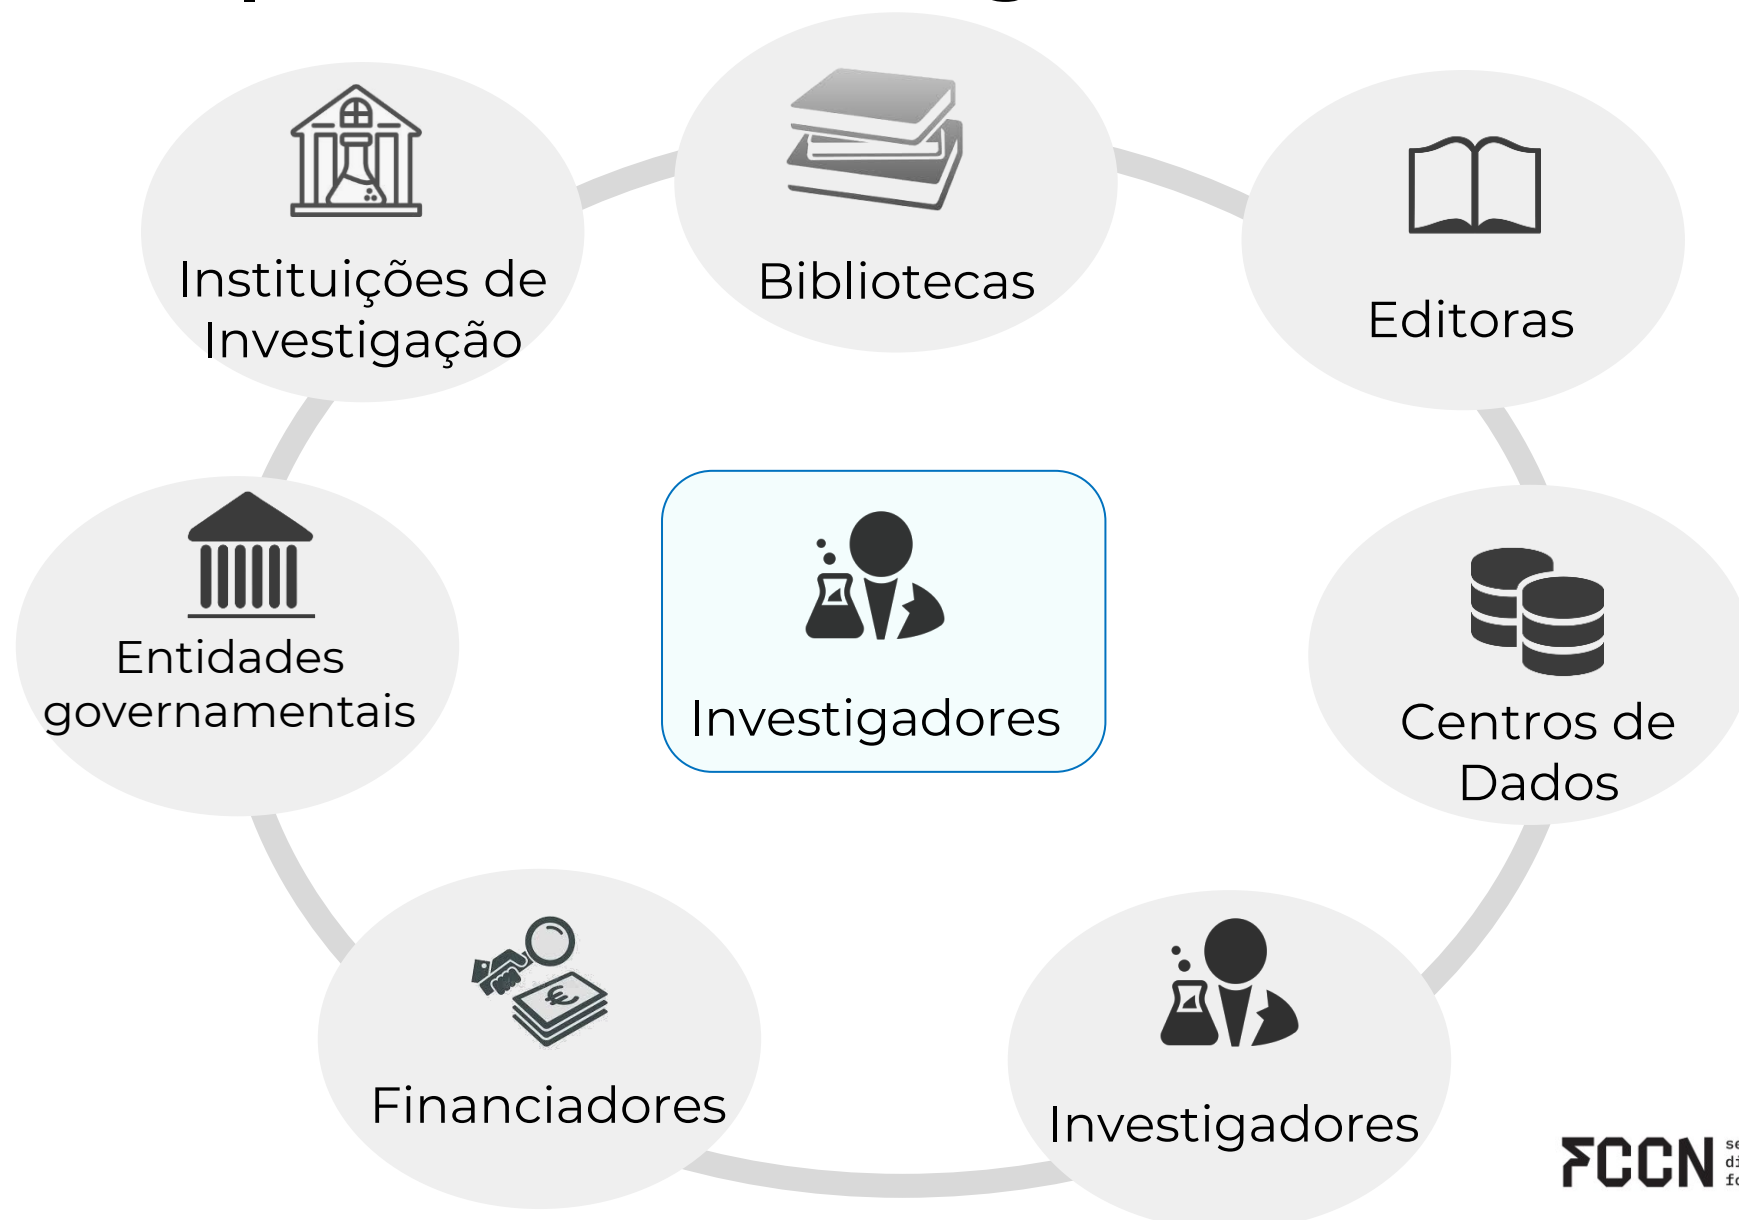 Instituições de
Investigação
Bibliotecas
Editoras
Entidades
governamentais
Investigadores
Centros de
Dados
Financiadores
Investigadores
FCCN